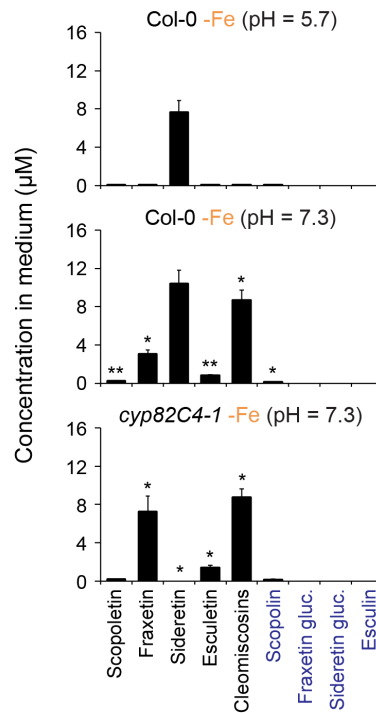 Col-0 -Fe (pH = 5.7)
16
12
8
4
0
Col-0 -Fe (pH = 7.3)
16
12
8
4
0
**
*
**
*
*
cyp82C4-1 -Fe (pH = 7.3)
16
12
8
4
0
*
*
*
*
Concentration in medium (μM)
Scopoletin
Fraxetin
Sideretin
Esculetin
Cleomiscosins
Scopolin
Fraxetin gluc.
Sideretin gluc.
Esculin